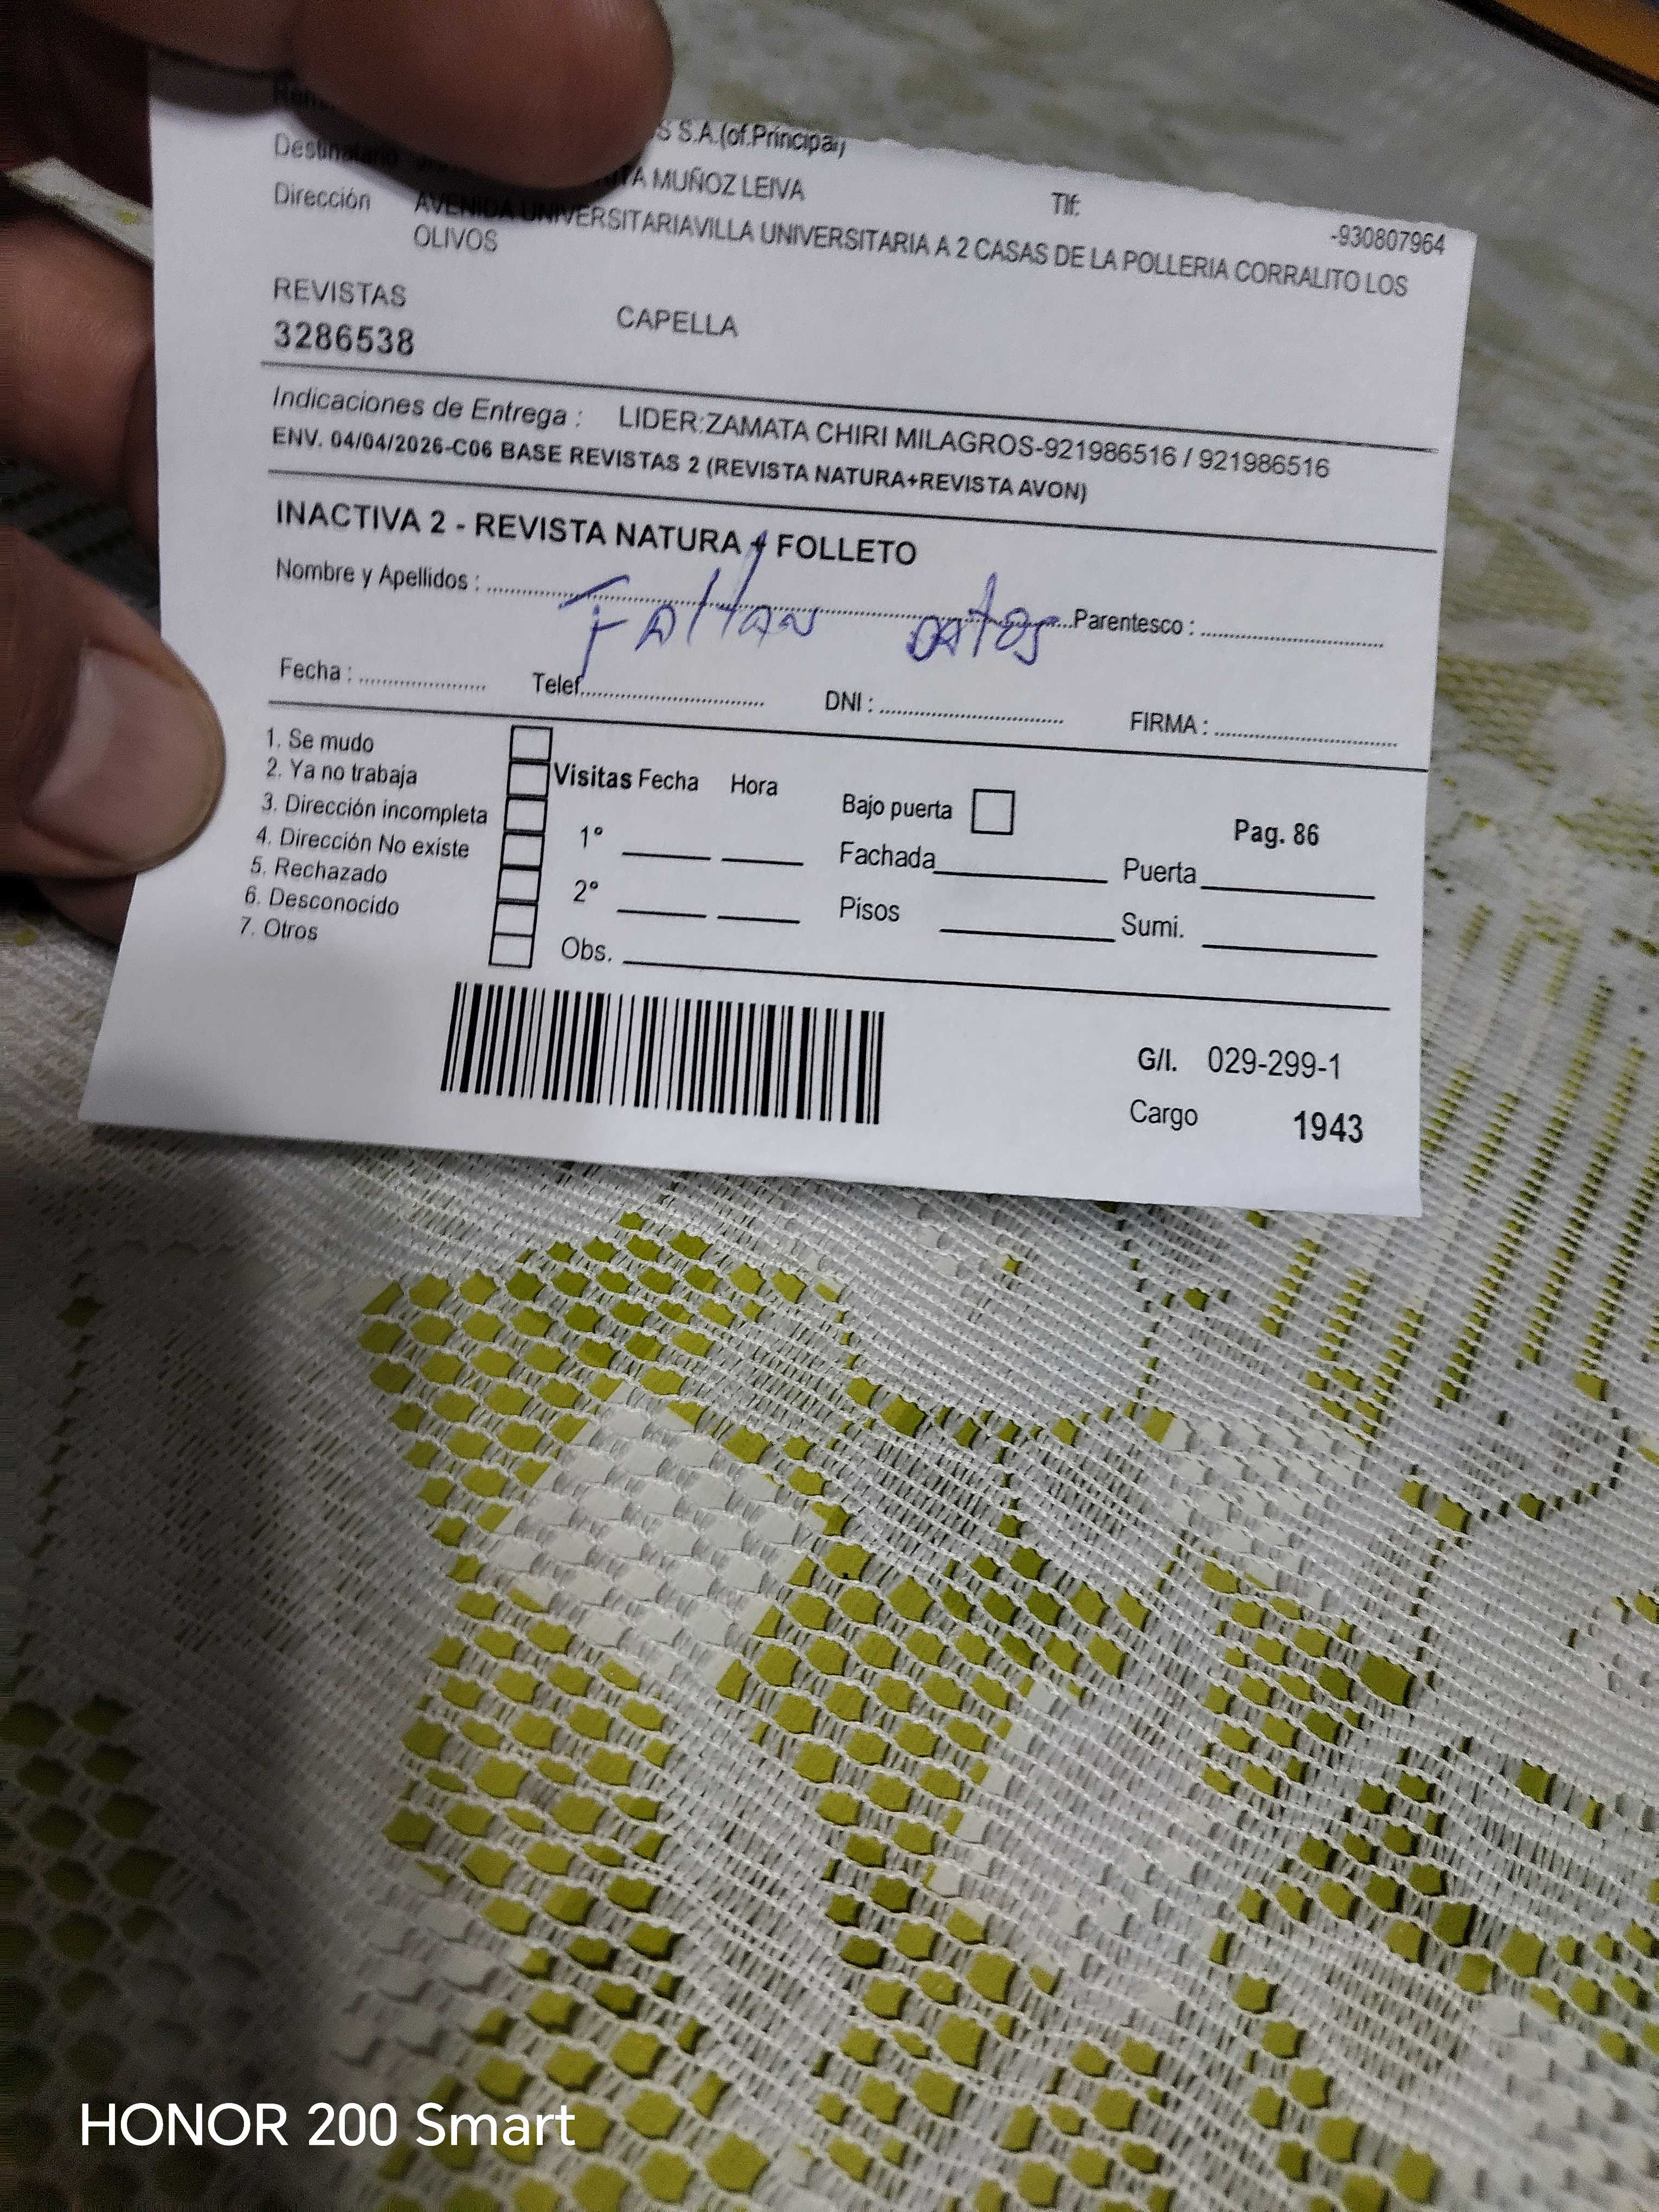 S S.A.(of.Principal)
Destinatario MUÑOZ LEIVA Tlf: -930807964
Dirección AVENIDA UNIVERSITARIAVILLA UNIVERSITARIA A 2 CASAS DE LA POLLERIA CORRALITO LOS
OLIVOS
REVISTAS CAPELLA
3286538
Indicaciones de Entrega : LIDER:ZAMATA CHIRI MILAGROS-921986516 / 921986516
ENV. 04/04/2026-C06 BASE REVISTAS 2 (REVISTA NATURA+REVISTA AVON)
INACTIVA 2 - REVISTA NATURA + FOLLETO
Nombre y Apellidos : Faltan datos Parentesco :
Fecha : Telef. DNI : FIRMA :
1. Se mudo
2. Ya no trabaja Visitas Fecha Hora Bajo puerta Pag. 86
3. Dirección incompleta 1° Fachada Puerta
4. Dirección No existe
5. Rechazado 2° Pisos Sumi.
6. Desconocido
7. Otros Obs.
G/I. 029-299-1
Cargo 1943
HONOR 200 Smart